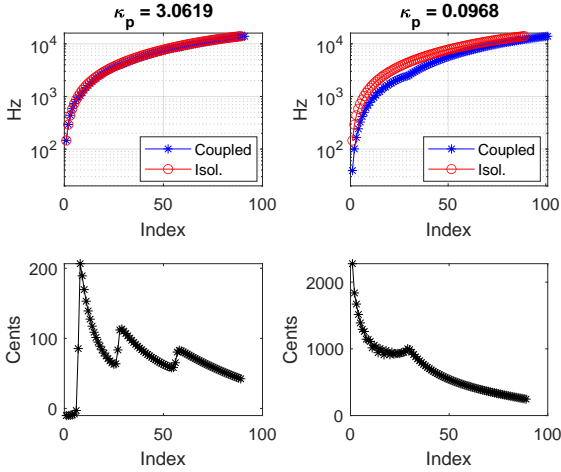 κp = 3.0619
Hz
10^4
10^3
10^2
Coupled
Isol.
0 50 100
Index
κp = 0.0968
Hz
10^4
10^3
10^2
Coupled
Isol.
0 50 100
Index
Cents
200
100
0
0 50 100
Index
Cents
2000
1000
0
0 50 100
Index